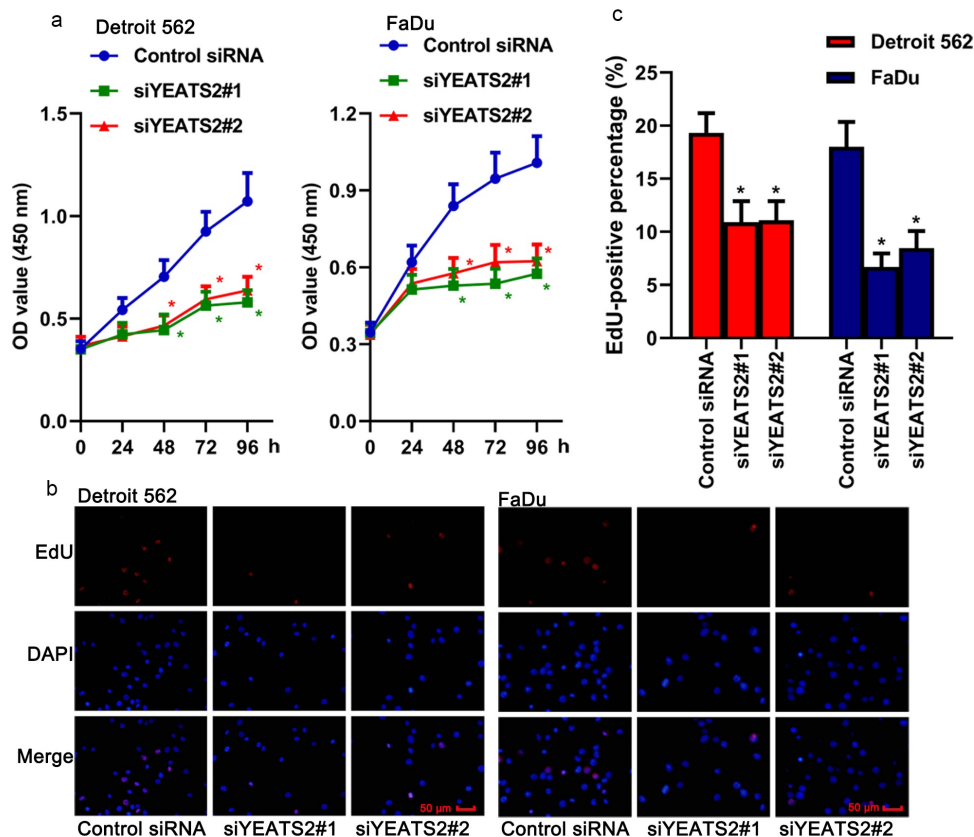 a
Detroit 562
Control siRNA
siYEATS2#1
siYEATS2#2
OD value (450 nm)
1.5
1.0
0.5
0.0
0 24 48 72 96 h
* * *
* * *
FaDu
Control siRNA
siYEATS2#1
siYEATS2#2
OD value (450 nm)
1.2
0.9
0.6
0.3
0.0
0 24 48 72 96 h
* * *
* * *
c
Detroit 562
FaDu
EdU-positive percentage (%)
25
20
15
10
5
0
* * * *
Control siRNA
siYEATS2#1
siYEATS2#2
Control siRNA
siYEATS2#1
siYEATS2#2
b
Detroit 562
FaDu
EdU
DAPI
Merge
50 µm
50 µm
Control siRNA siYEATS2#1 siYEATS2#2 Control siRNA siYEATS2#1 siYEATS2#2